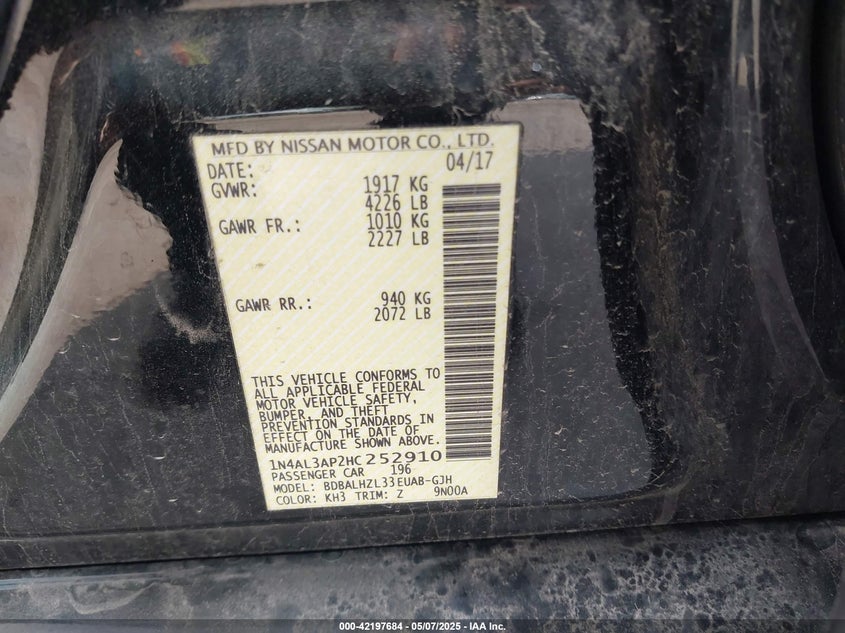 MFD BY NISSAN MOTOR CO., LTD.
DATE: 04/17
GVWR: 1917 KG
4226 LB
GAWR FR.: 1010 KG
2227 LB
GAWR RR.: 940 KG
2072 LB
THIS VEHICLE CONFORMS TO
ALL APPLICABLE FEDERAL
MOTOR VEHICLE SAFETY,
BUMPER, AND THEFT
PREVENTION STANDARDS IN
EFFECT ON THE DATE OF
MANUFACTURE SHOWN ABOVE.
1N4AL3AP2HC252910
PASSENGER CAR 196
MODEL: BDBALHZL33EUAB-GJH
COLOR: KH3 TRIM: Z 9N00A
000-42197684 - 05/07/2025 - IAA Inc.